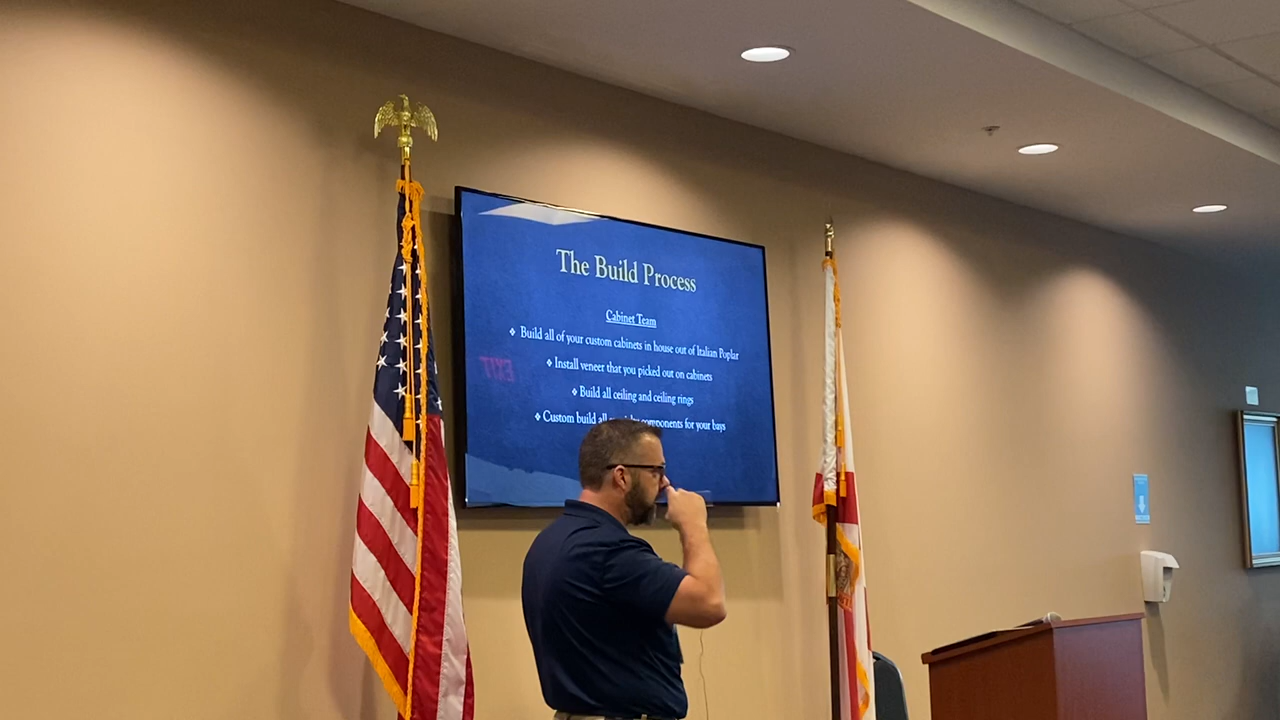 The Build Process
Cabinet Team
❖ Build all of your custom cabinets in house out of Italian Poplar
❖ Install veneer that you picked out on cabinets
❖ Build all ceiling and ceiling rings
❖ Custom build all components for your bays
EXIT